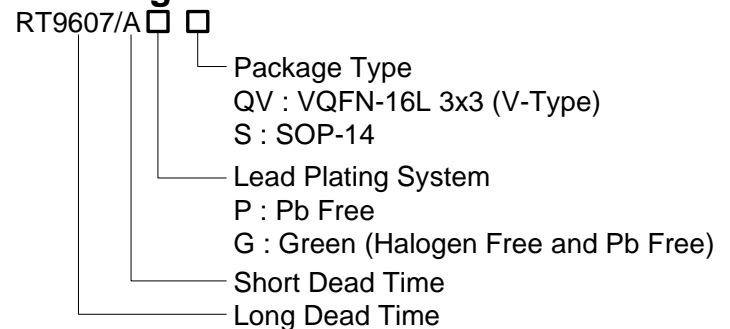 RT9607/A
Package Type
QV : VQFN-16L 3x3 (V-Type)
S : SOP-14
Lead Plating System
P : Pb Free
G : Green (Halogen Free and Pb Free)
Short Dead Time
Long Dead Time